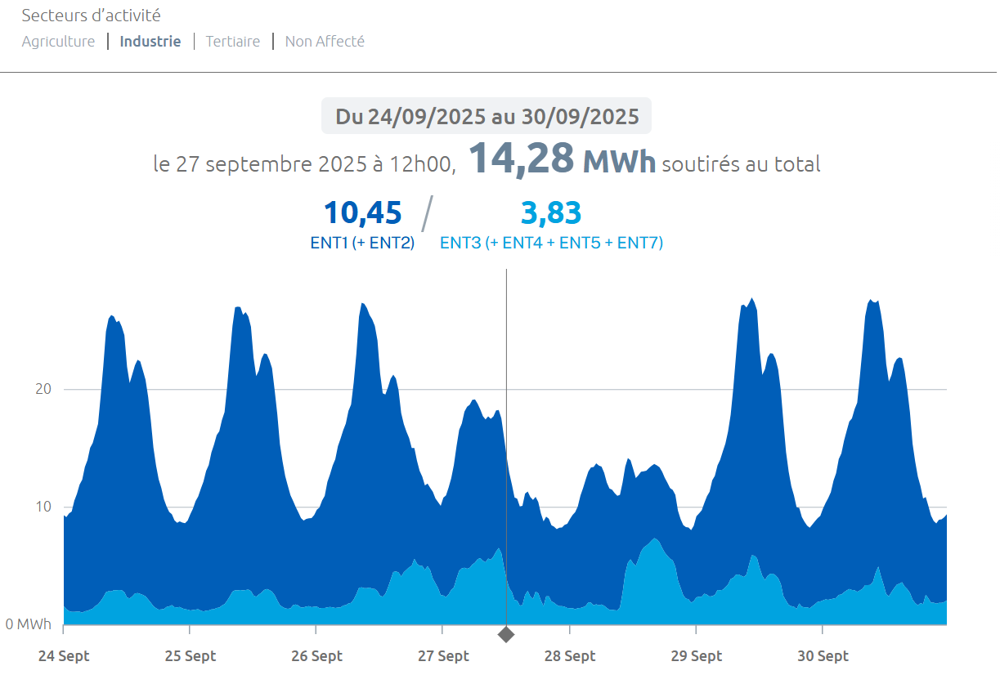 Secteurs d’activité
Agriculture | Industrie | Tertiaire | Non Affecté
Du 24/09/2025 au 30/09/2025
le 27 septembre 2025 à 12h00, 14,28 MWh soutirés au total
10,45 / 3,83
ENT1 (+ ENT2) ENT3 (+ ENT4 + ENT5 + ENT7)
20
10
0 MWh
24 Sept 25 Sept 26 Sept 27 Sept 28 Sept 29 Sept 30 Sept